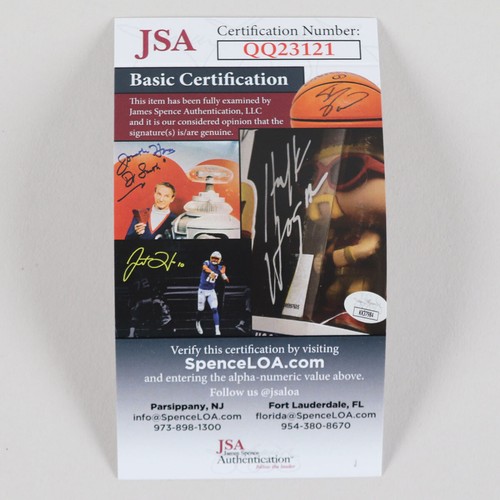 JSA
Certification Number:
QQ23121
Basic Certification
This item has been fully examined by
James Spence Authentication, LLC
and it is our considered opinion that the
signature(s) is/are genuine.
Hulk
Hogan
Verify this certification by visiting
SpenceLOA.com
and entering the alpha-numeric value above.
Follow us @jsaloa
Parsippany, NJ
info@SpenceLOA.com
973-898-1300
Fort Lauderdale, FL
florida@SpenceLOA.com
954-380-8670
JSA
James Spence
Authentication